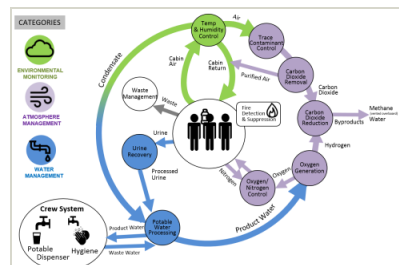 CATEGORIES
ENVIRONMENTAL
MONITORING
ATMOSPHERE
MANAGEMENT
WATER
MANAGEMENT
Temp
& Humidity
Control
Air
Trace
Contaminant
Control
Condensate
Cabin
Air
Cabin
Return
Purified Air
Carbon
Dioxide
Removal
Carbon
Dioxide
Waste
Management
Waste
Fire
Detection
& Suppression
Carbon
Dioxide
Reduction
Methane
Byproducts
Water
Hydrogen
Urine
Urine
Recovery
Processed
Urine
Nitrogen
Oxygen
Oxygen
Generation
Oxygen/
Nitrogen
Control
Crew System
Product Water
Potable
Water
Processing
Product Water
Potable
Dispenser
Hygiene
Waste Water